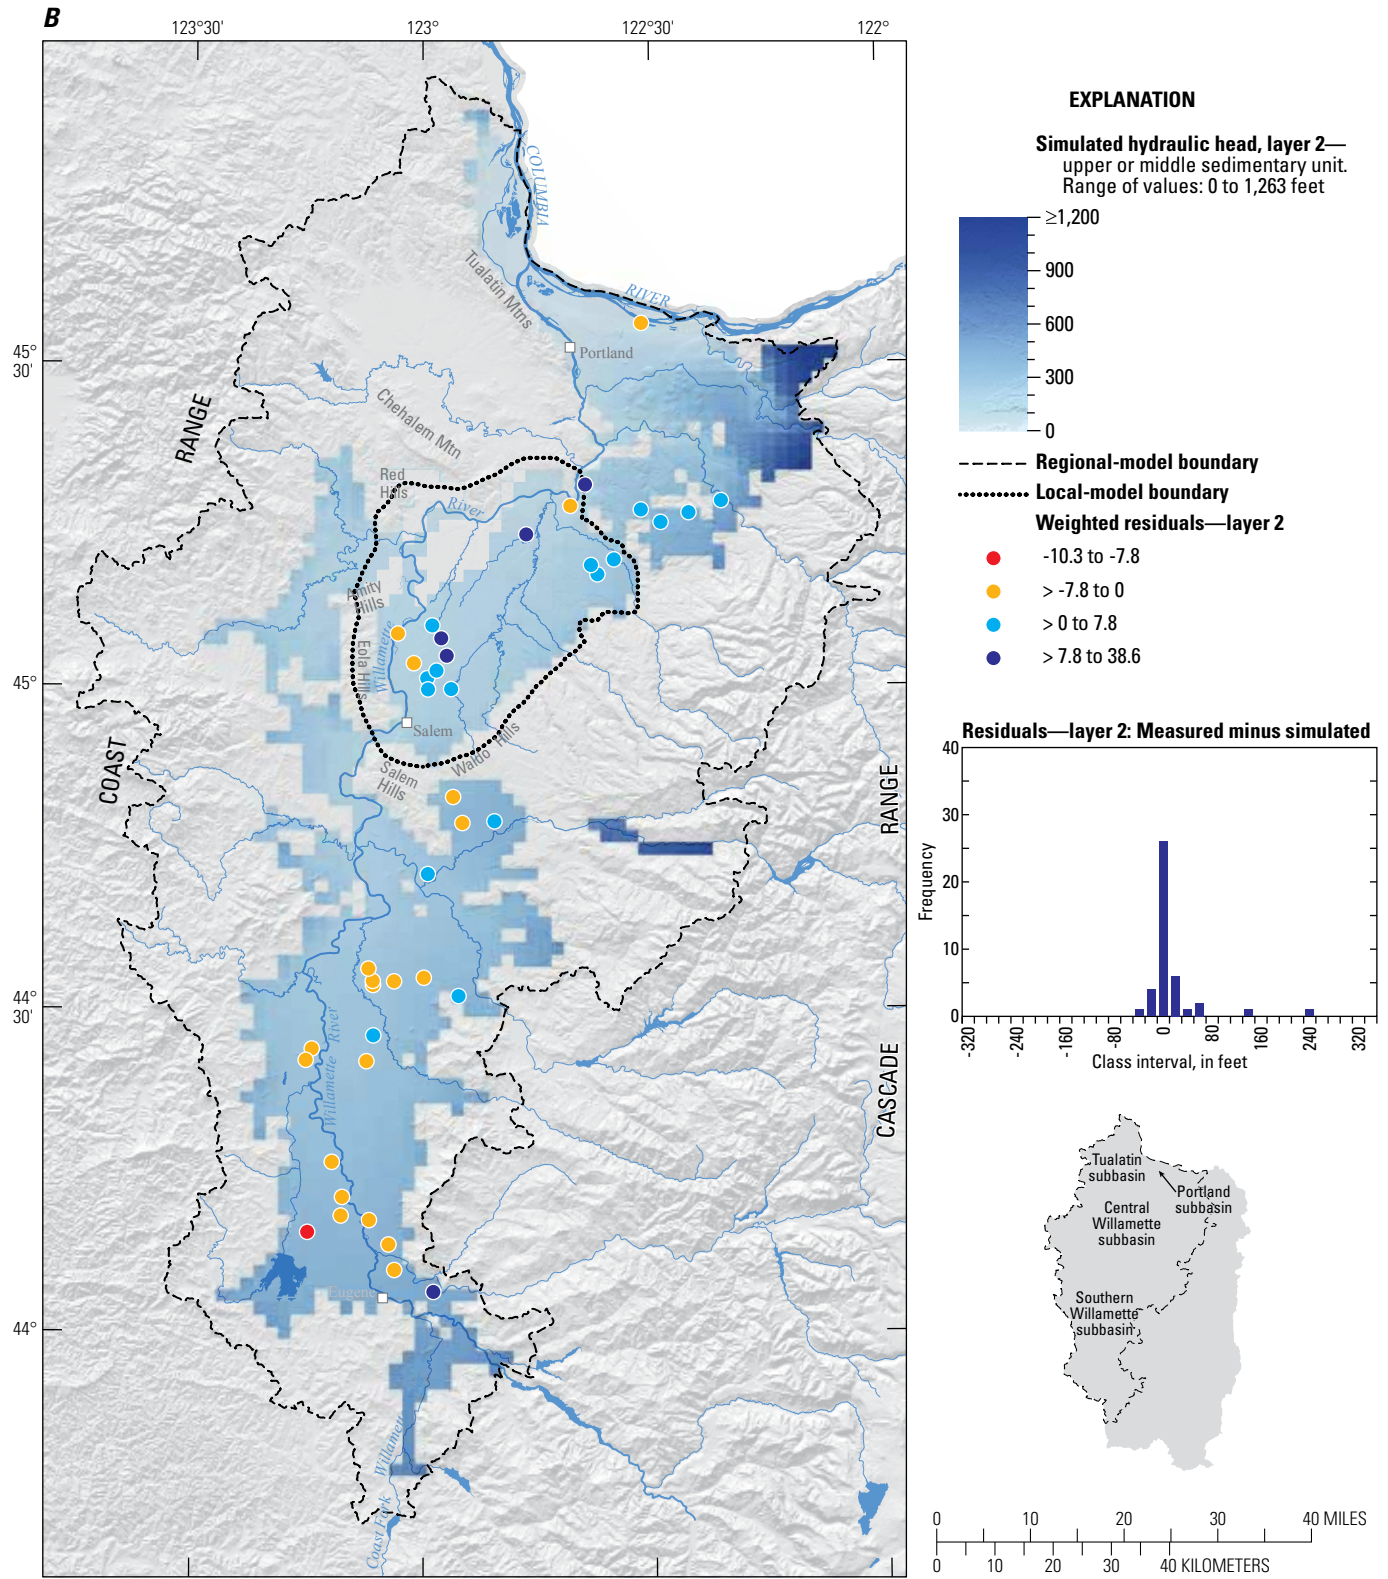 B
123°30'
123°
122°30'
122°
45°
30'
45°
44°
30'
44°
COLUMBIA
RIVER
Tualatin Mtns
Portland
Chehalem Mtn
RANGE
Red
Hills
River
Amity
Hills
Eola Hills
Willamette
Salem
Waldo Hills
Salem
Hills
COAST
RANGE
CASCADE
Willamette River
Eugene
Coast Fork Willamette
EXPLANATION
Simulated hydraulic head, layer 2—
upper or middle sedimentary unit.
Range of values: 0 to 1,263 feet
≥1,200
900
600
300
0
Regional-model boundary
Local-model boundary
Weighted residuals—layer 2
-10.3 to -7.8
> -7.8 to 0
> 0 to 7.8
> 7.8 to 38.6
Residuals—layer 2: Measured minus simulated
40
30
20
10
0
Frequency
-320
-240
-160
-80
0
80
160
240
320
Class interval, in feet
Tualatin
subbasin
Portland
subbasin
Central
Willamette
subbasin
Southern
Willamette
subbasin
0 10 20 30 40 MILES
0 10 20 30 40 KILOMETERS